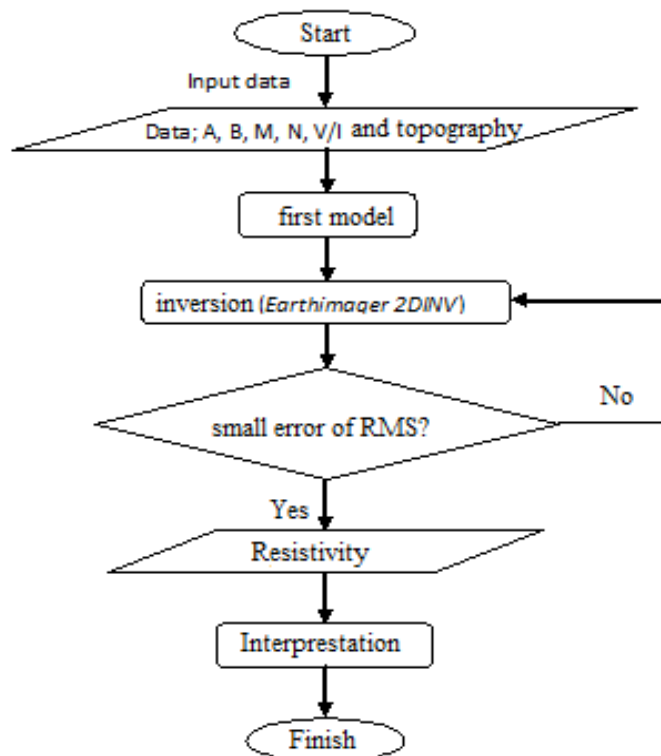 Start
Input data
Data; A, B, M, N, V/I and topography
first model
inversion (Earthimager 2DINV)
small error of RMS?
No
Yes
Resistivity
Interprestation
Finish